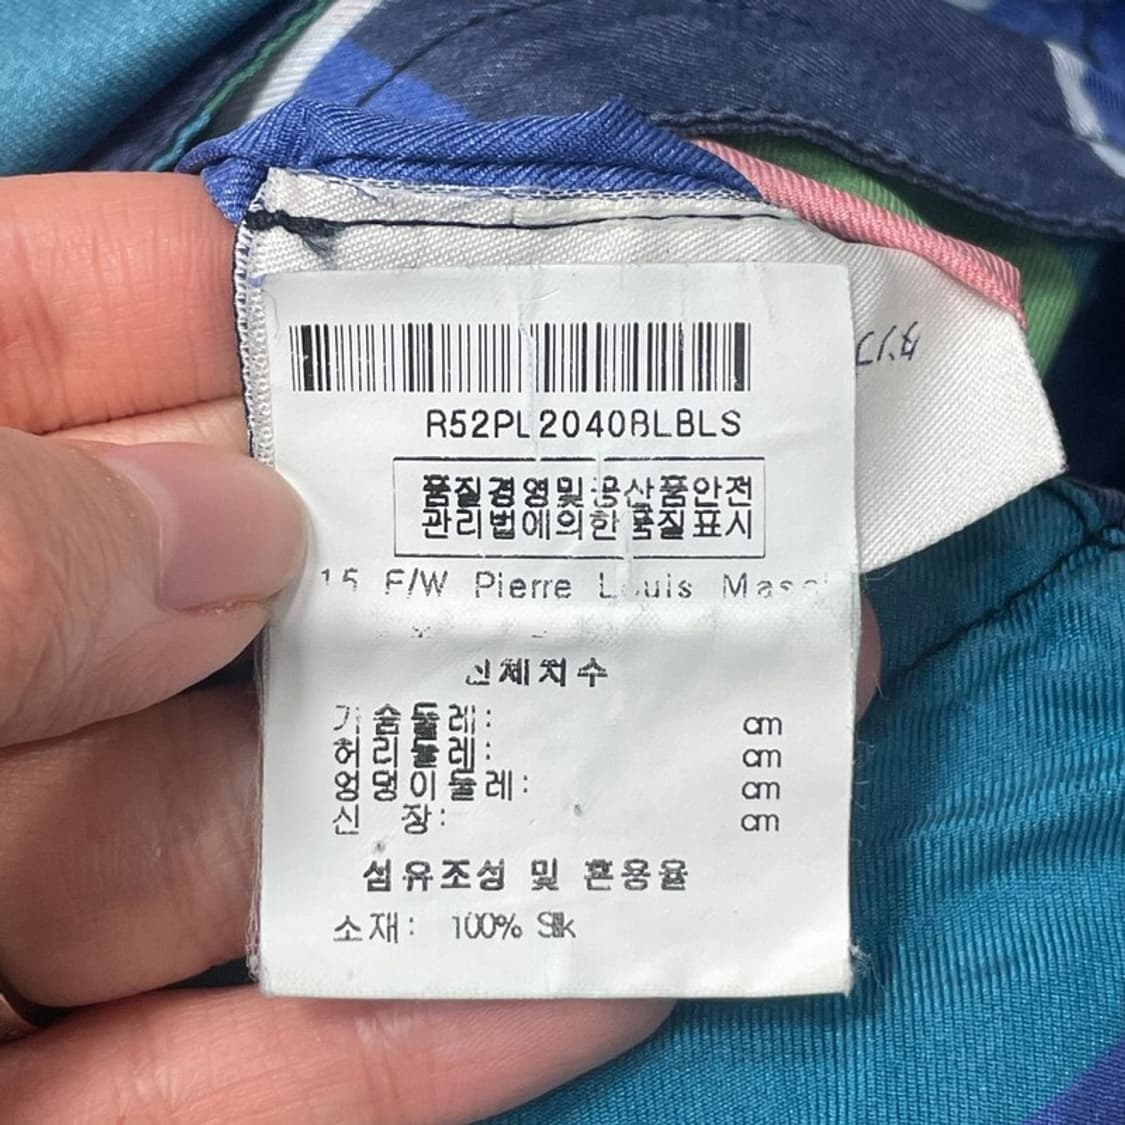 R52PL2040BLBLS
품질경영및공산품안전
관리법에의한품질표시
15 F/W Pierre Louis
신체치수
가슴둘레: cm
허리둘레: cm
엉덩이둘레: cm
신 장: cm
섬유조성 및 혼용율
소재: 100% Silk